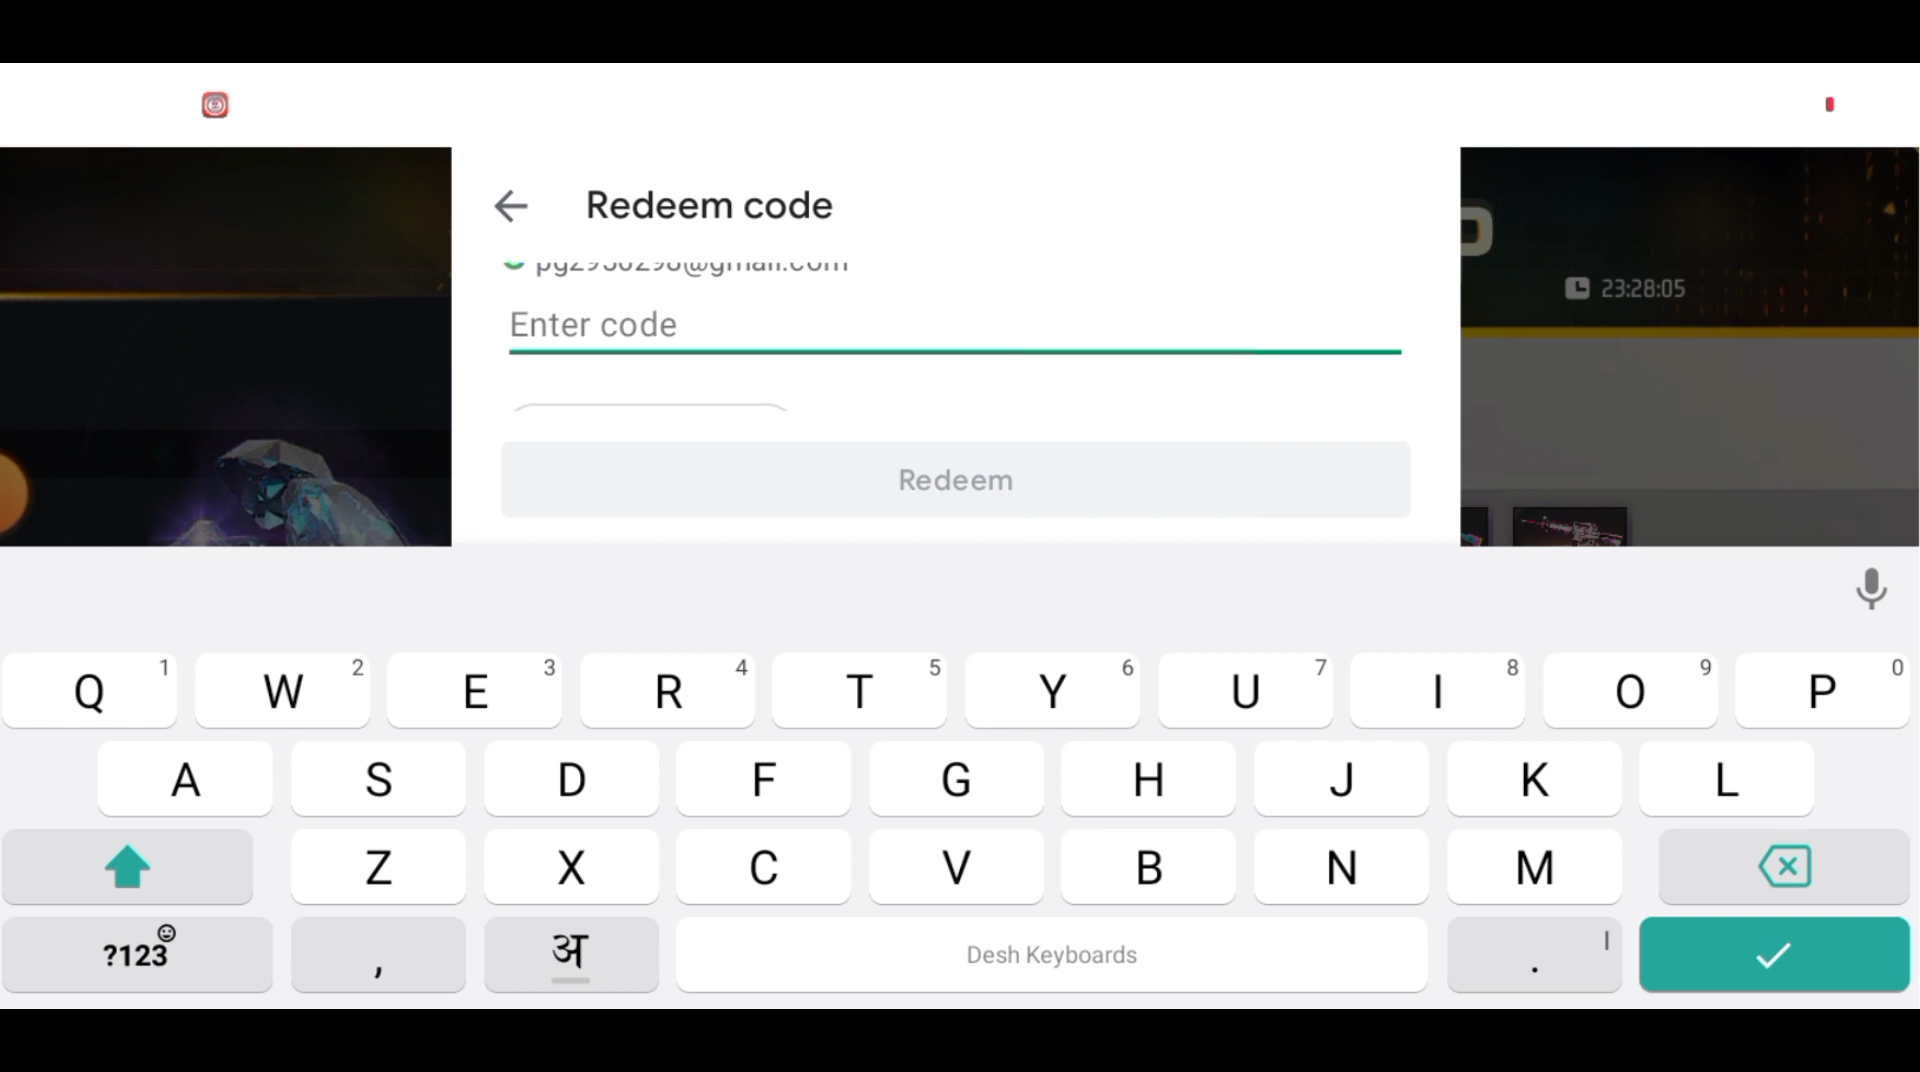 Redeem code
23:28:05
Enter code
Redeem
Q 1 W 2 E 3 R 4 T 5 Y 6 U 7 I 8 O 9 P 0
A S D F G H J K L
Z X C V B N M
?123 , अ Desh Keyboards . |